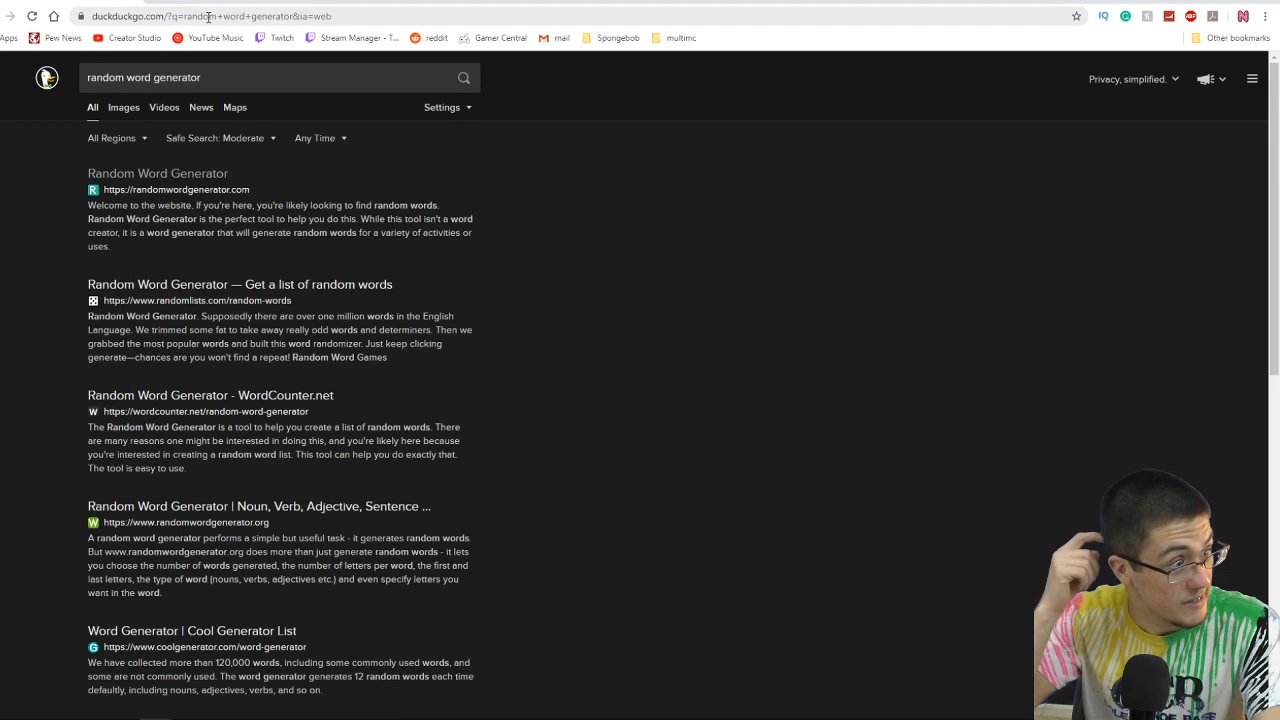 duckduckgo.com/?q=random+word+generator&ia=web
Apps Pew News Creator Studio YouTube Music Twitch Stream Manager - T... reddit Gamer Central mail Spongebob multimc Other bookmarks
random word generator
Privacy, simplified.
All Images Videos News Maps Settings
All Regions Safe Search: Moderate Any Time
Random Word Generator
R https://randomwordgenerator.com
Welcome to the website. If you're here, you're likely looking to find random words.
Random Word Generator is the perfect tool to help you do this. While this tool isn't a word
creator, it is a word generator that will generate random words for a variety of activities or
uses.
Random Word Generator — Get a list of random words
https://www.randomlists.com/random-words
Random Word Generator. Supposedly there are over one million words in the English
Language. We trimmed some fat to take away really odd words and determiners. Then we
grabbed the most popular words and built this word randomizer. Just keep clicking
generate—chances are you won't find a repeat! Random Word Games
Random Word Generator - WordCounter.net
W https://wordcounter.net/random-word-generator
The Random Word Generator is a tool to help you create a list of random words. There
are many reasons one might be interested in doing this, and you're likely here because
you're interested in creating a random word list. This tool can help you do exactly that.
The tool is easy to use.
Random Word Generator | Noun, Verb, Adjective, Sentence ...
W https://www.randomwordgenerator.org
A random word generator performs a simple but useful task - it generates random words.
But www.randomwordgenerator.org does more than just generate random words - it lets
you choose the number of words generated, the number of letters per word, the first and
last letters, the type of word (nouns, verbs, adjectives etc.) and even specify letters you
want in the word.
Word Generator | Cool Generator List
G https://www.coolgenerator.com/word-generator
We have collected more than 120,000 words, including some commonly used words, and
some are not commonly used. The word generator generates 12 random words each time
defaultly, including nouns, adjectives, verbs, and so on.